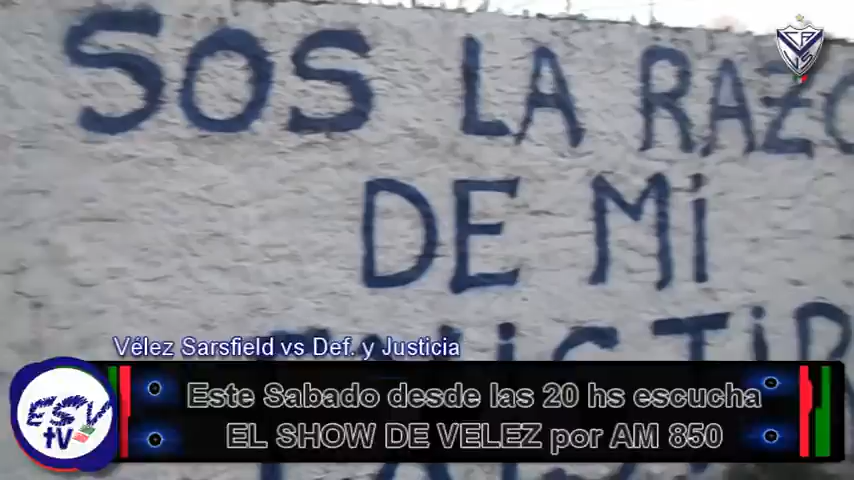 SOS LA RAZO
DE Mi
EXiSTiR
Vélez Sarsfield vs Def. y Justicia
Este Sabado desde las 20 hs escucha
EL SHOW DE VELEZ por AM 850
ESV
tV